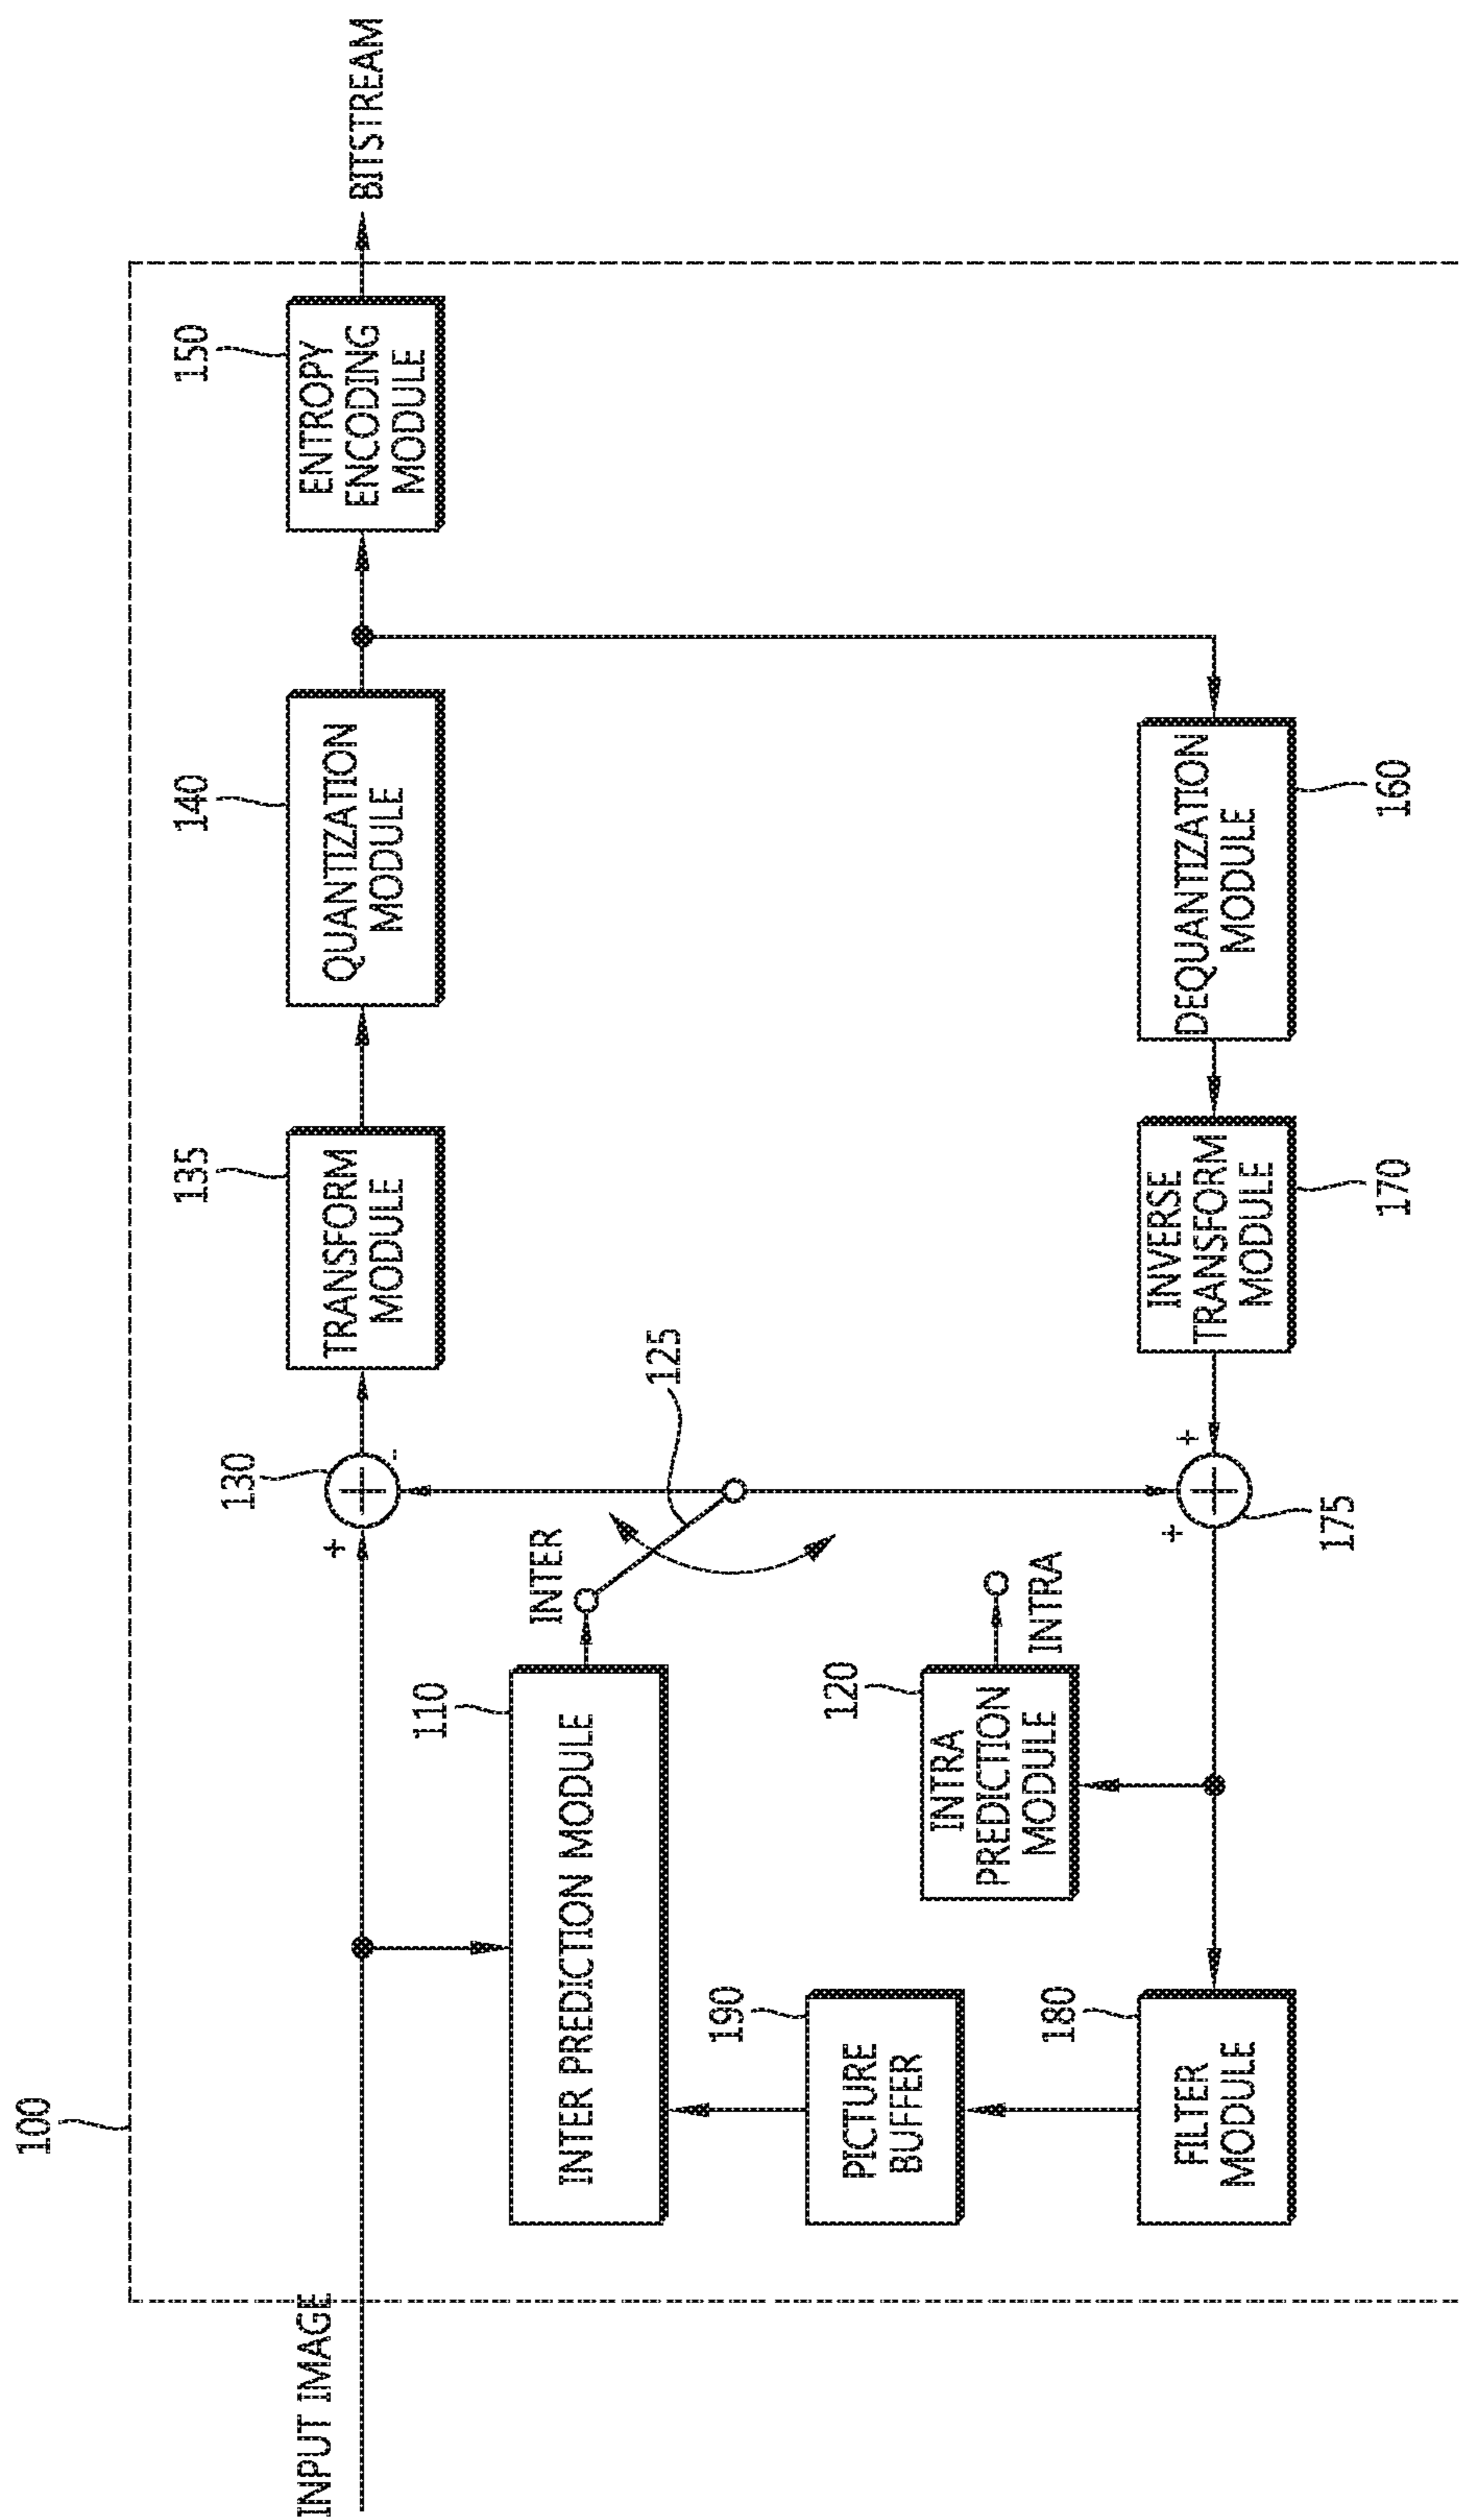 100
INPUT IMAGE
130
135
140
150
+
-
TRANSFORM
MODULE
QUANTIZATION
MODULE
ENTROPY
ENCODING
MODULE
BITSTREAM
110
INTER PREDICTION MODULE
INTER
125
190
PICTURE
BUFFER
120
INTRA
PREDICTION
MODULE
INTRA
180
FILTER
MODULE
+
+
175
INVERSE
TRANSFORM
MODULE
170
DEQUANTIZATION
MODULE
160